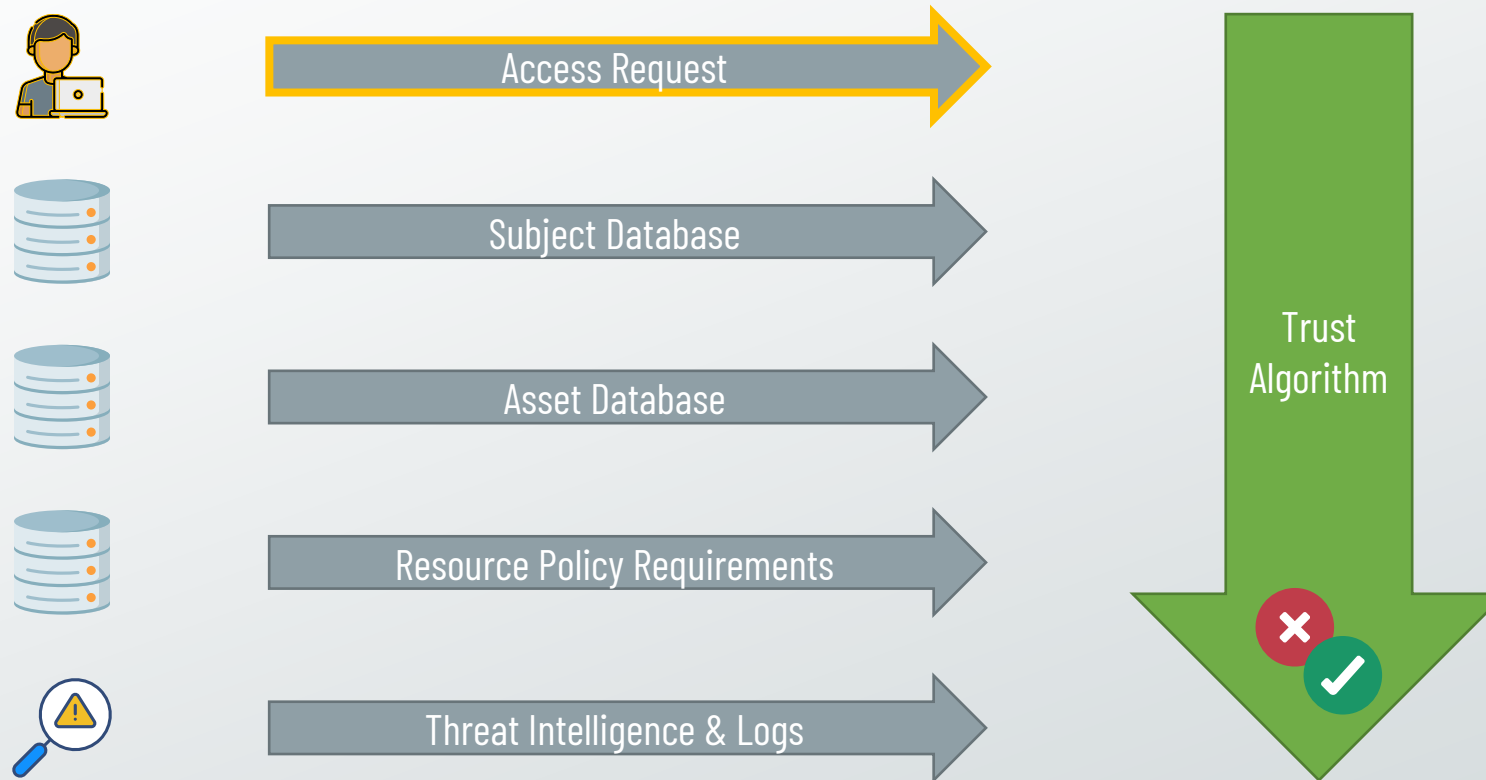 Access Request
Subject Database
Asset Database
Resource Policy Requirements
Threat Intelligence & Logs
Trust
Algorithm